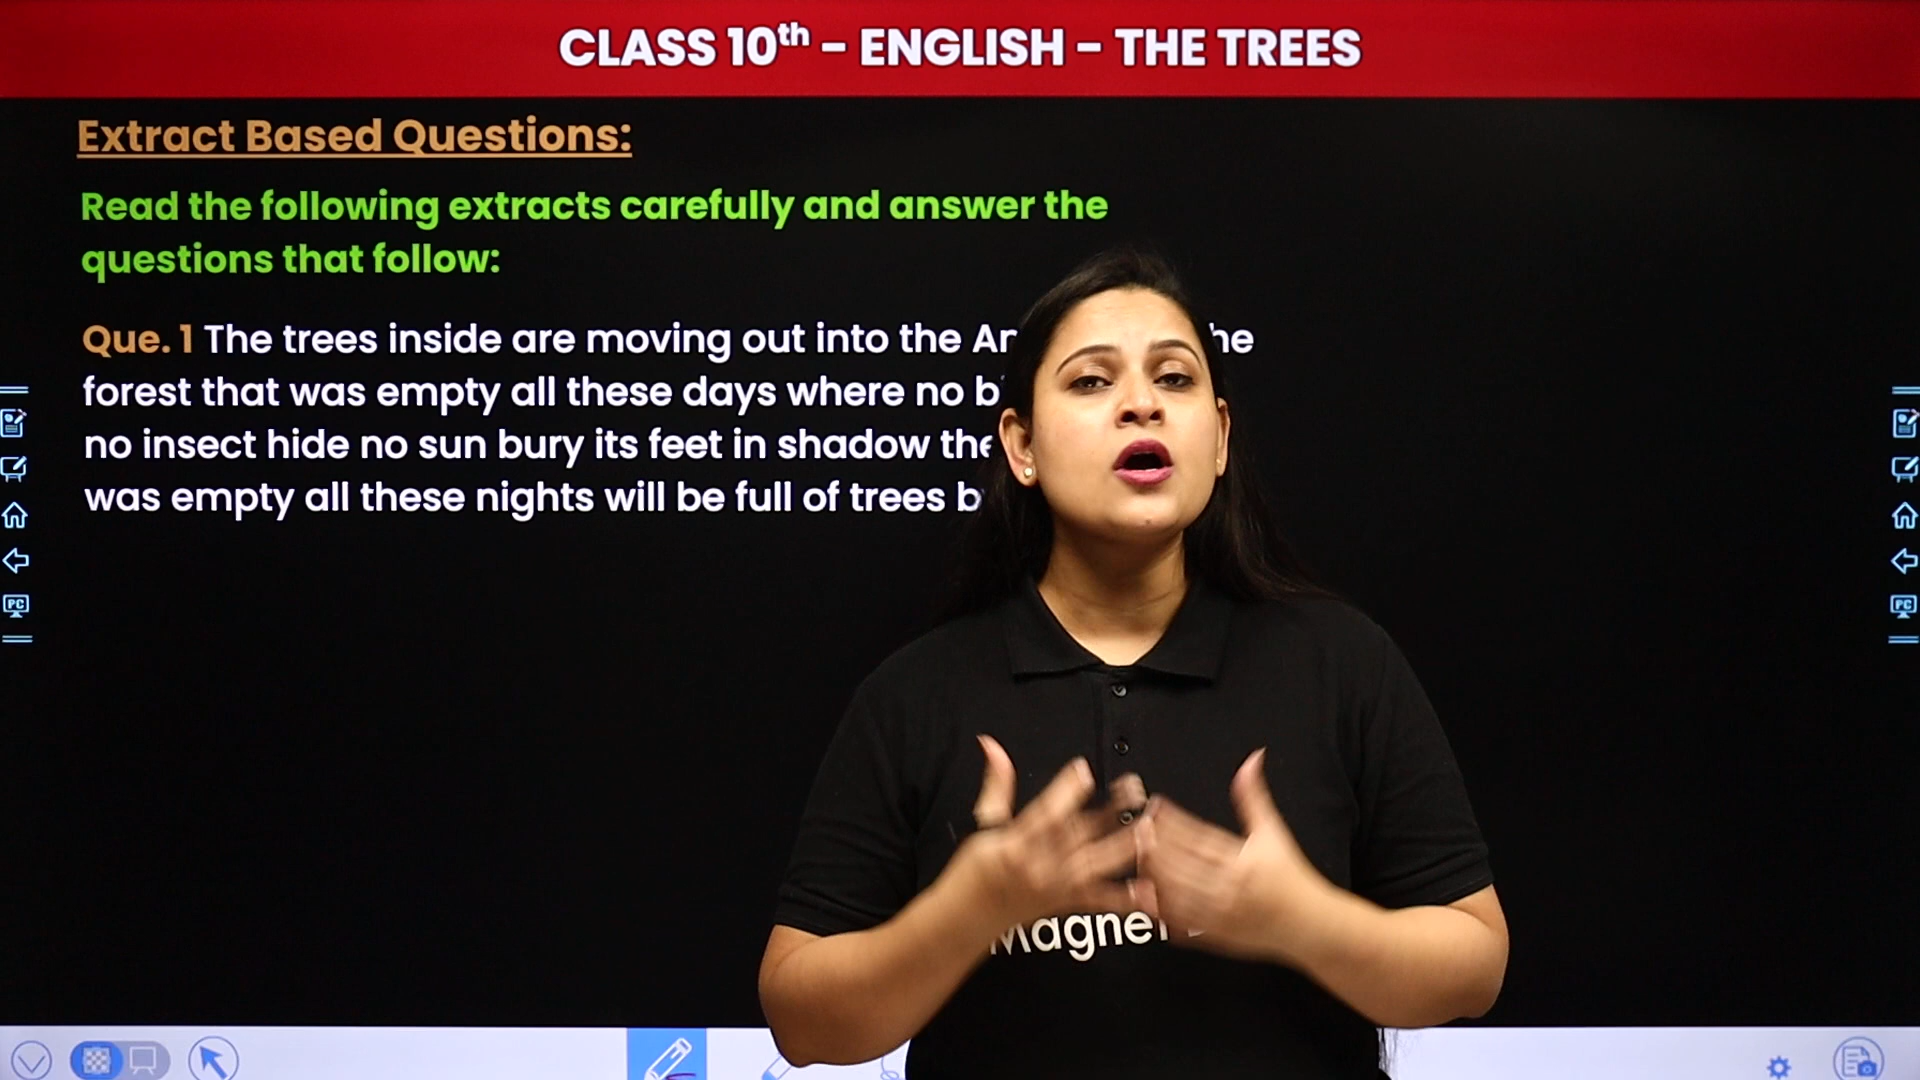 CLASS 10th - ENGLISH - THE TREES
Extract Based Questions:
Read the following extracts carefully and answer the
questions that follow:
Que. 1 The trees inside are moving out into the
forest that was empty all these days where no
no insect hide no sun bury its feet in shadow
was empty all these nights will be full of trees
PC
PC